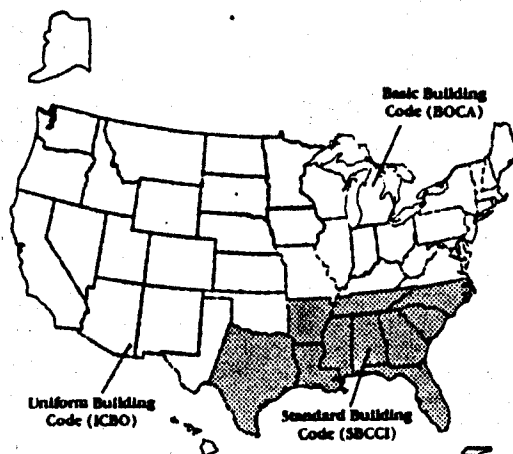 Basic Building
Code (BOCA)
Uniform Building
Code (ICBO)
Standard Building
Code (SBCCI)